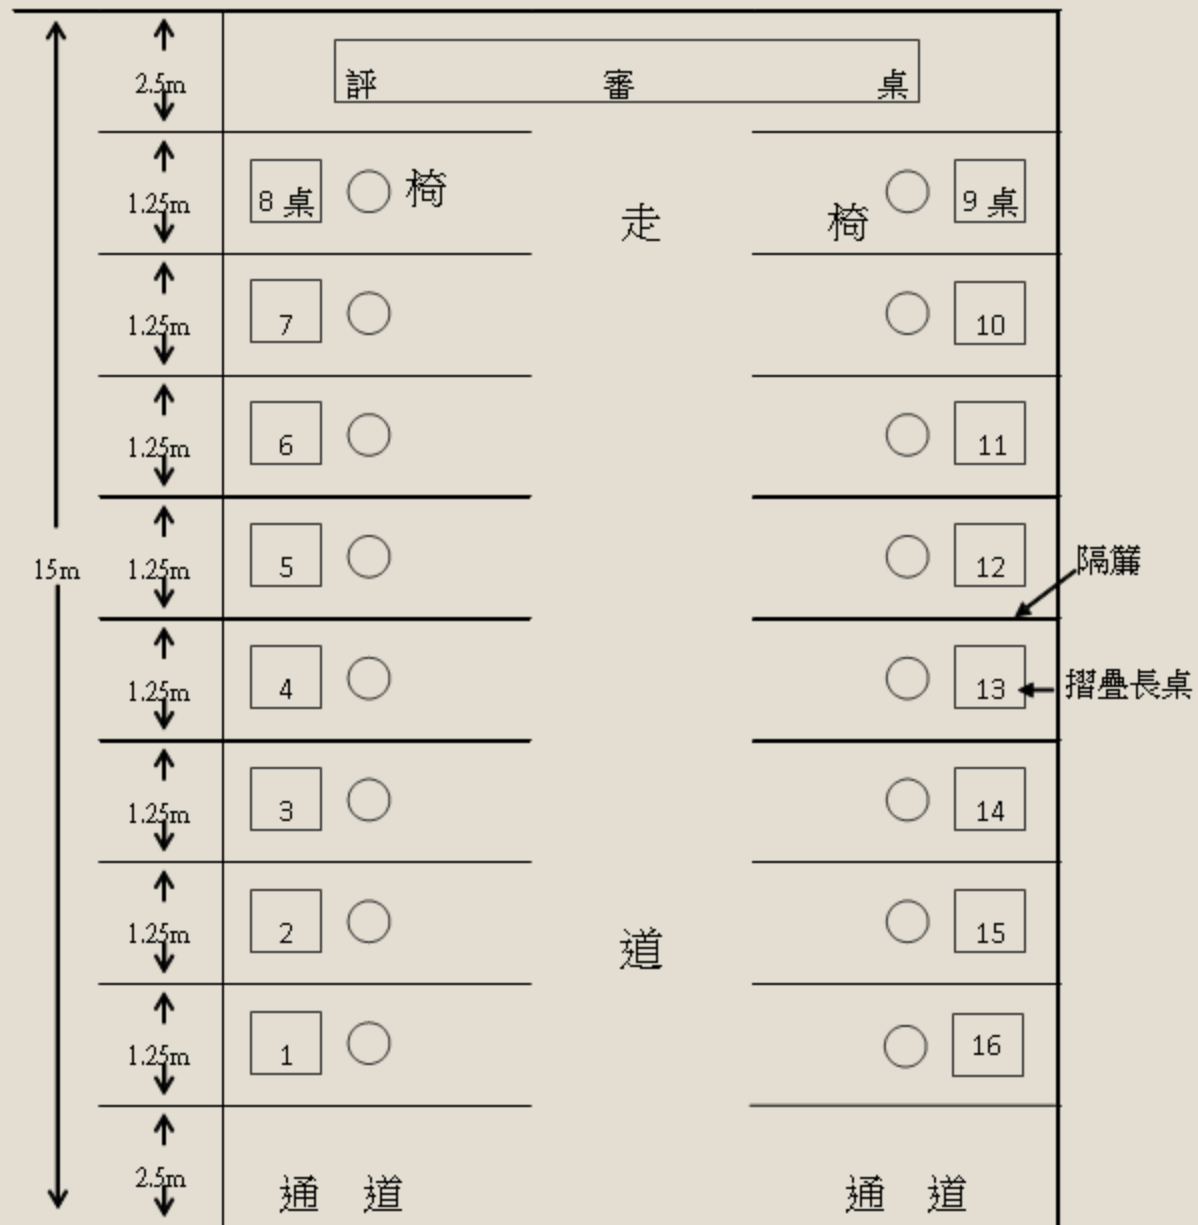 2.5m 評 審 桌
1.25m 8 桌 椅 走 椅 9 桌
1.25m 7 10
1.25m 6 11
15m 1.25m 5 12 隔簾
1.25m 4 13 摺疊長桌
1.25m 3 14
1.25m 2 道 15
1.25m 1 16
2.5m 通 道 通 道